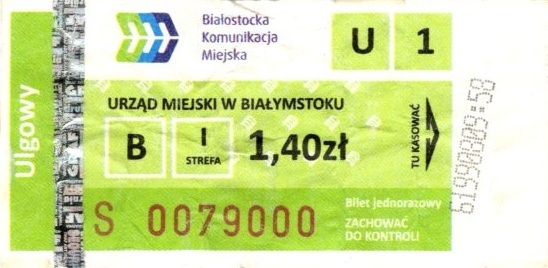 Białostocka
Komunikacja
Miejska
U 1
Ulgowy
URZĄD MIEJSKI W BIAŁYMSTOKU
B I 1,40zł
STREFA
TU KASOWAĆ
S 0079000
Bilet jednorazowy
ZACHOWAĆ
DO KONTROLI